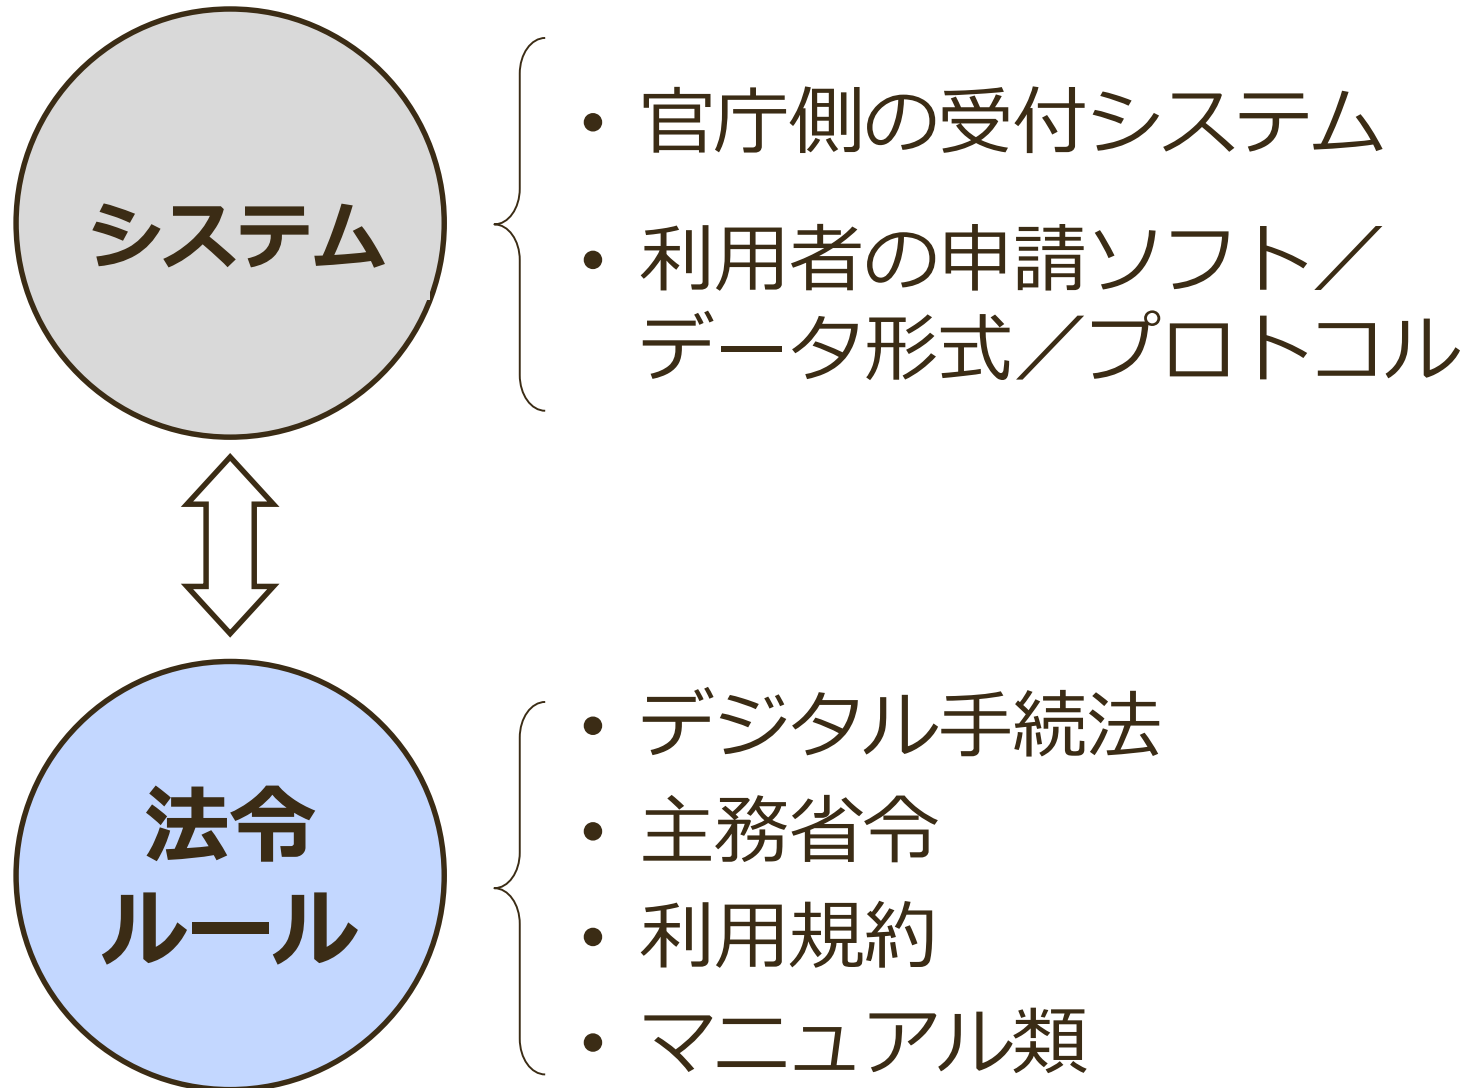 システム
• 官庁側の受付システム
• 利用者の申請ソフト／
データ形式／プロトコル
法令
ルール
• デジタル手続法
• 主務省令
• 利用規約
• マニュアル類